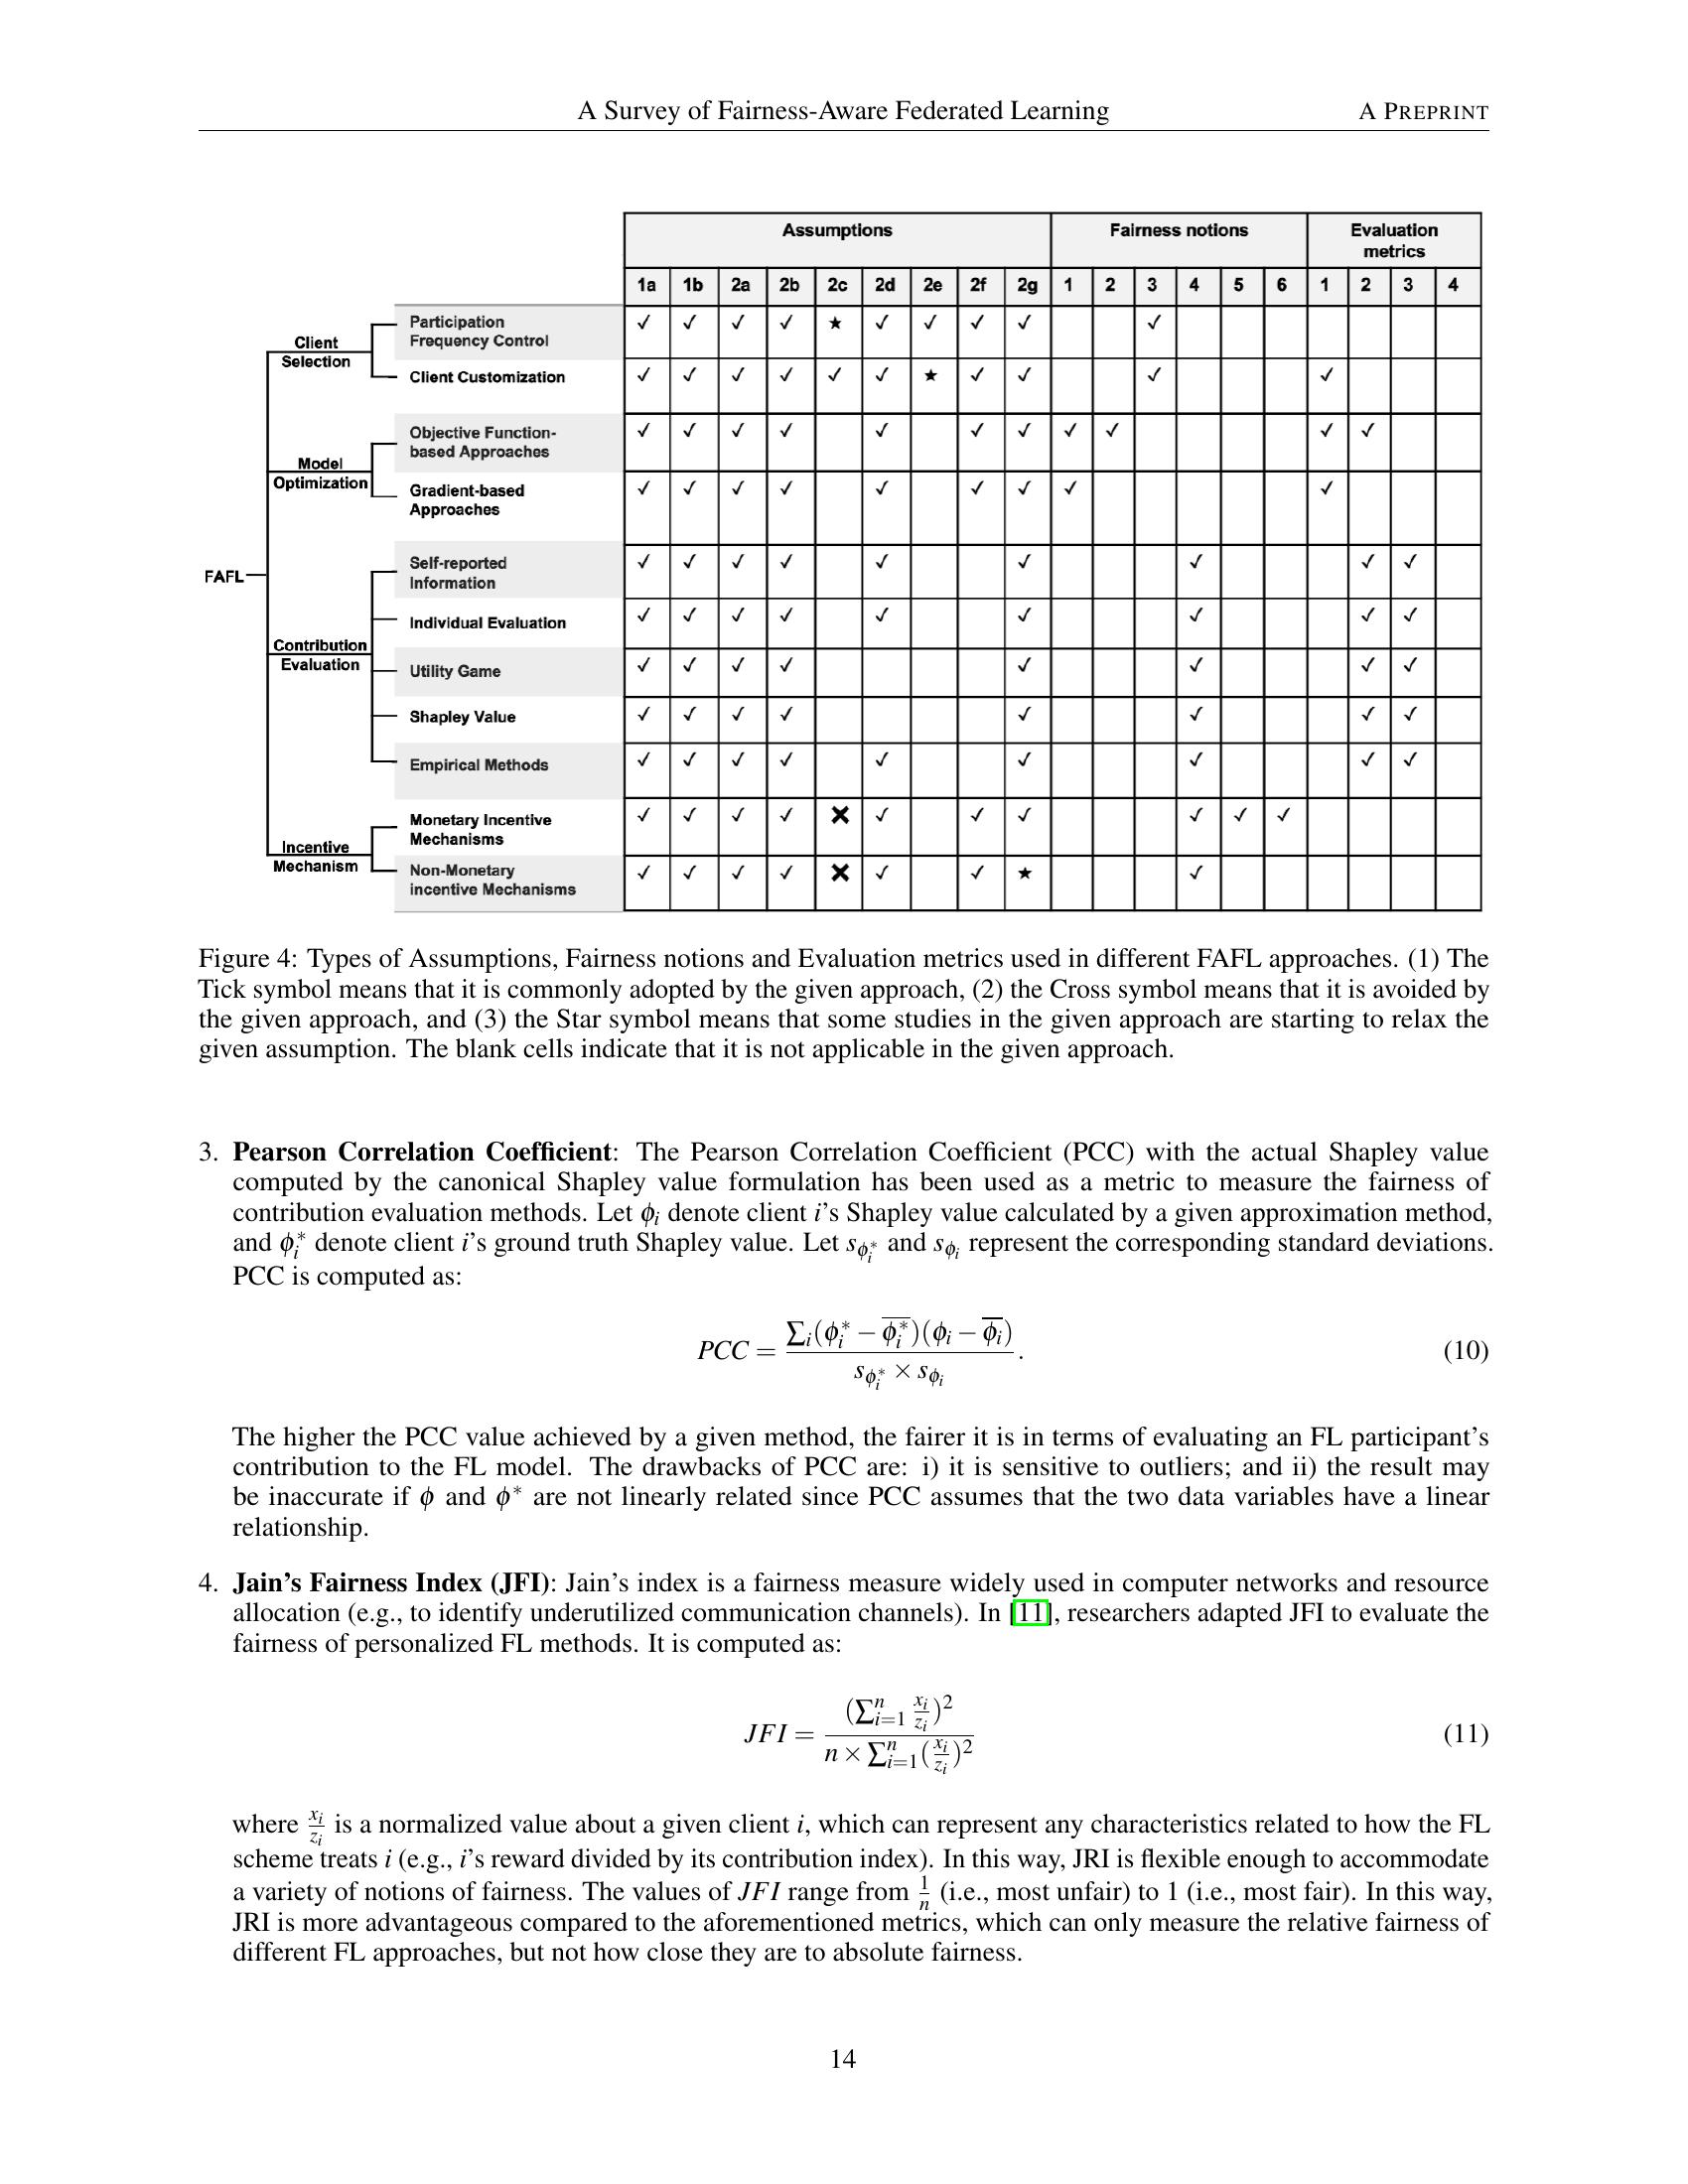 A Survey of Fairness-Aware Federated Learning A PREPRINT
Assumptions Fairness notions Evaluation metrics
1a 1b 2a 2b 2c 2d 2e 2f 2g 1 2 3 4 5 6 1 2 3 4
FAFL
Client Selection
Participation Frequency Control ✓ ✓ ✓ ✓ ★ ✓ ✓ ✓ ✓ ✓
Client Customization ✓ ✓ ✓ ✓ ✓ ✓ ★ ✓ ✓ ✓ ✓
Model Optimization
Objective Function-based Approaches ✓ ✓ ✓ ✓ ✓ ✓ ✓ ✓ ✓ ✓ ✓
Gradient-based Approaches ✓ ✓ ✓ ✓ ✓ ✓ ✓ ✓ ✓
Contribution Evaluation
Self-reported Information ✓ ✓ ✓ ✓ ✓ ✓ ✓ ✓ ✓
Individual Evaluation ✓ ✓ ✓ ✓ ✓ ✓ ✓ ✓ ✓
Utility Game ✓ ✓ ✓ ✓ ✓ ✓ ✓ ✓
Shapley Value ✓ ✓ ✓ ✓ ✓ ✓ ✓ ✓
Empirical Methods ✓ ✓ ✓ ✓ ✓ ✓ ✓ ✓ ✓
Incentive Mechanism
Monetary Incentive Mechanisms ✓ ✓ ✓ ✓ ✖ ✓ ✓ ✓ ✓ ✓ ✓
Non-Monetary incentive Mechanisms ✓ ✓ ✓ ✓ ✖ ✓ ✓ ★ ✓
Figure 4: Types of Assumptions, Fairness notions and Evaluation metrics used in different FAFL approaches. (1) The
Tick symbol means that it is commonly adopted by the given approach, (2) the Cross symbol means that it is avoided by
the given approach, and (3) the Star symbol means that some studies in the given approach are starting to relax the
given assumption. The blank cells indicate that it is not applicable in the given approach.
3. Pearson Correlation Coefficient: The Pearson Correlation Coefficient (PCC) with the actual Shapley value
computed by the canonical Shapley value formulation has been used as a metric to measure the fairness of
contribution evaluation methods. Let ϕ_i denote client i's Shapley value calculated by a given approximation method,
and ϕ_i^* denote client i's ground truth Shapley value. Let s_{ϕ_i^*} and s_{ϕ_i} represent the corresponding standard deviations.
PCC is computed as:
PCC = \frac{∑_i(ϕ_i^* − \overline{ϕ_i^*})(ϕ_i − \overline{ϕ_i})}{s_{ϕ_i^*} × s_{ϕ_i}}. (10)
The higher the PCC value achieved by a given method, the fairer it is in terms of evaluating an FL participant's
contribution to the FL model. The drawbacks of PCC are: i) it is sensitive to outliers; and ii) the result may
be inaccurate if ϕ and ϕ^* are not linearly related since PCC assumes that the two data variables have a linear
relationship.
4. Jain's Fairness Index (JFI): Jain's index is a fairness measure widely used in computer networks and resource
allocation (e.g., to identify underutilized communication channels). In [11], researchers adapted JFI to evaluate the
fairness of personalized FL methods. It is computed as:
JFI = \frac{(∑_{i=1}^n \frac{x_i}{z_i})^2}{n × ∑_{i=1}^n (\frac{x_i}{z_i})^2} (11)
where \frac{x_i}{z_i} is a normalized value about a given client i, which can represent any characteristics related to how the FL
scheme treats i (e.g., i's reward divided by its contribution index). In this way, JRI is flexible enough to accommodate
a variety of notions of fairness. The values of JFI range from \frac{1}{n} (i.e., most unfair) to 1 (i.e., most fair). In this way,
JRI is more advantageous compared to the aforementioned metrics, which can only measure the relative fairness of
different FL approaches, but not how close they are to absolute fairness.
14